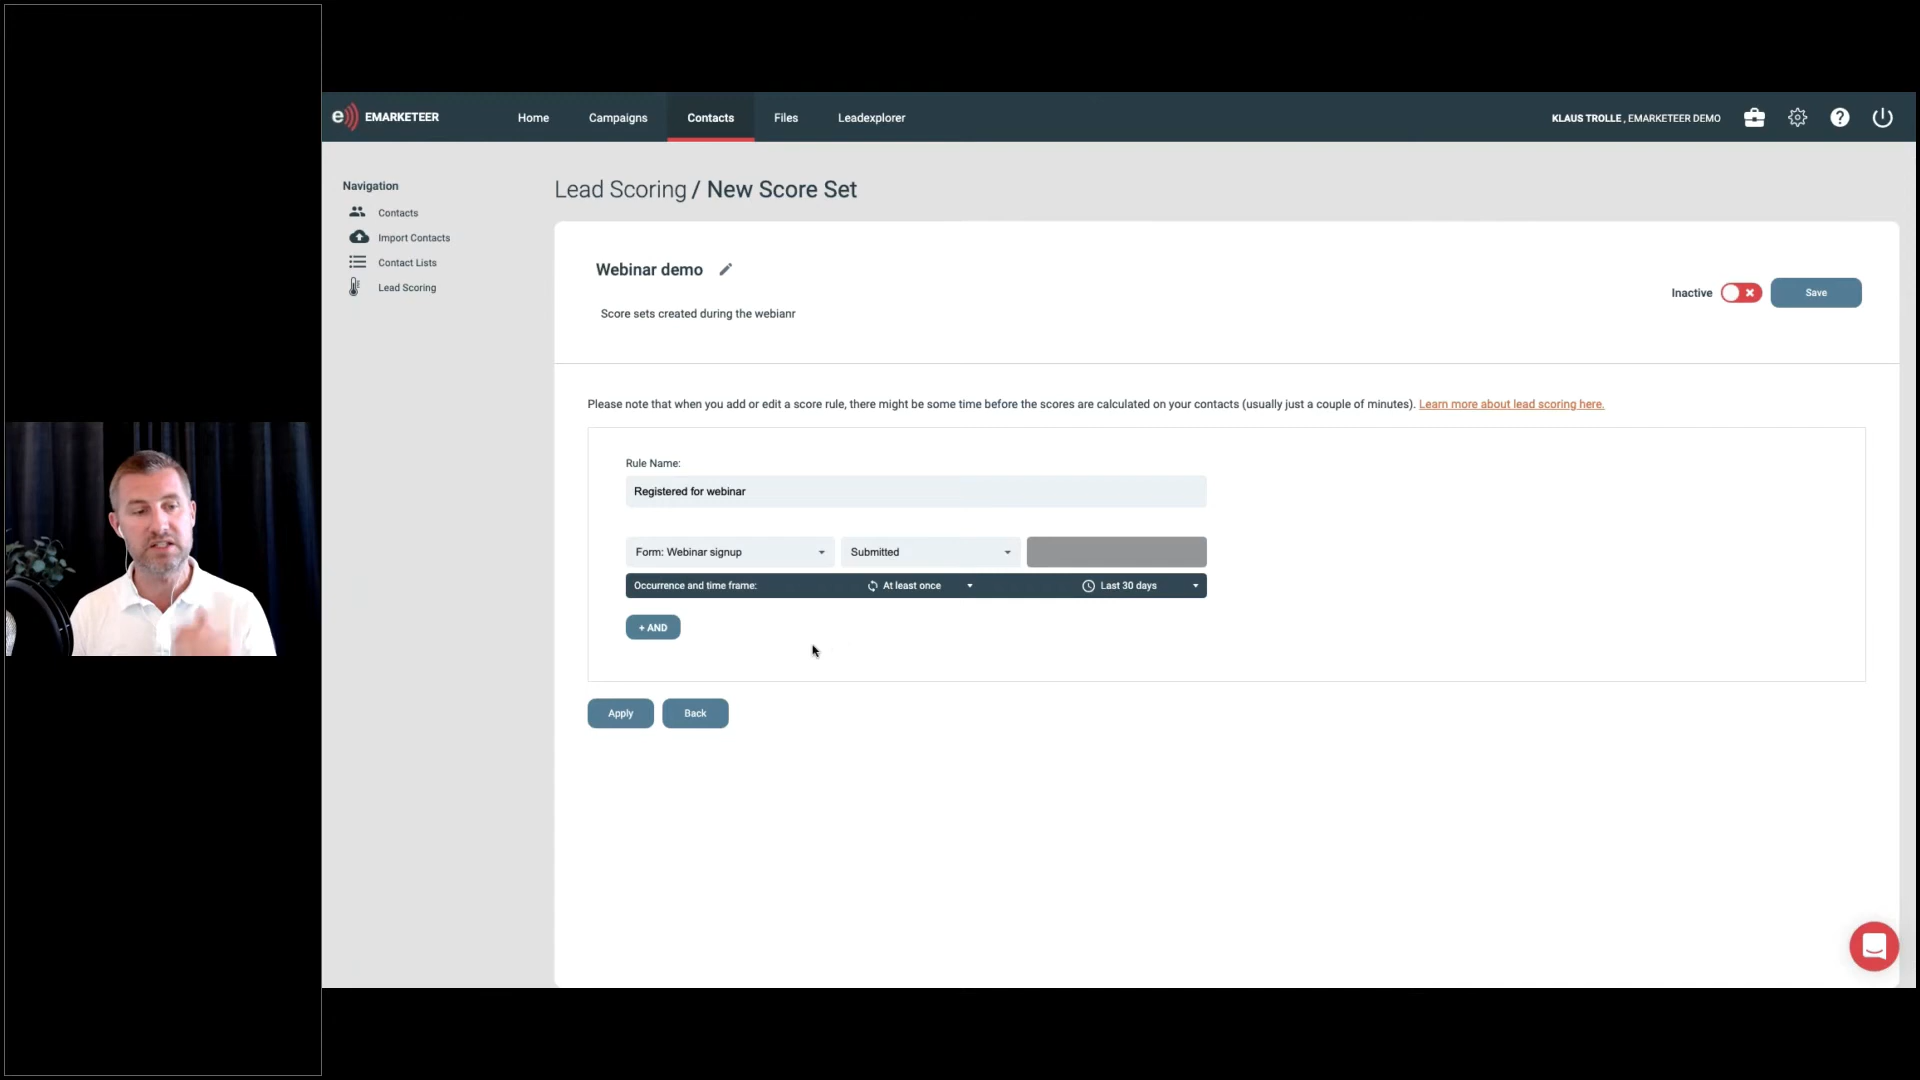 e)) EMARKETEER
Home Campaigns Contacts Files Leadexplorer
KLAUS TROLLE , EMARKETEER DEMO
Navigation
Contacts
Import Contacts
Contact Lists
Lead Scoring
Lead Scoring / New Score Set
Webinar demo
Score sets created during the webianr
Inactive
Save
Please note that when you add or edit a score rule, there might be some time before the scores are calculated on your contacts (usually just a couple of minutes). Learn more about lead scoring here.
Rule Name:
Registered for webinar
Form: Webinar signup Submitted
Occurrence and time frame: At least once Last 30 days
+ AND
Apply Back